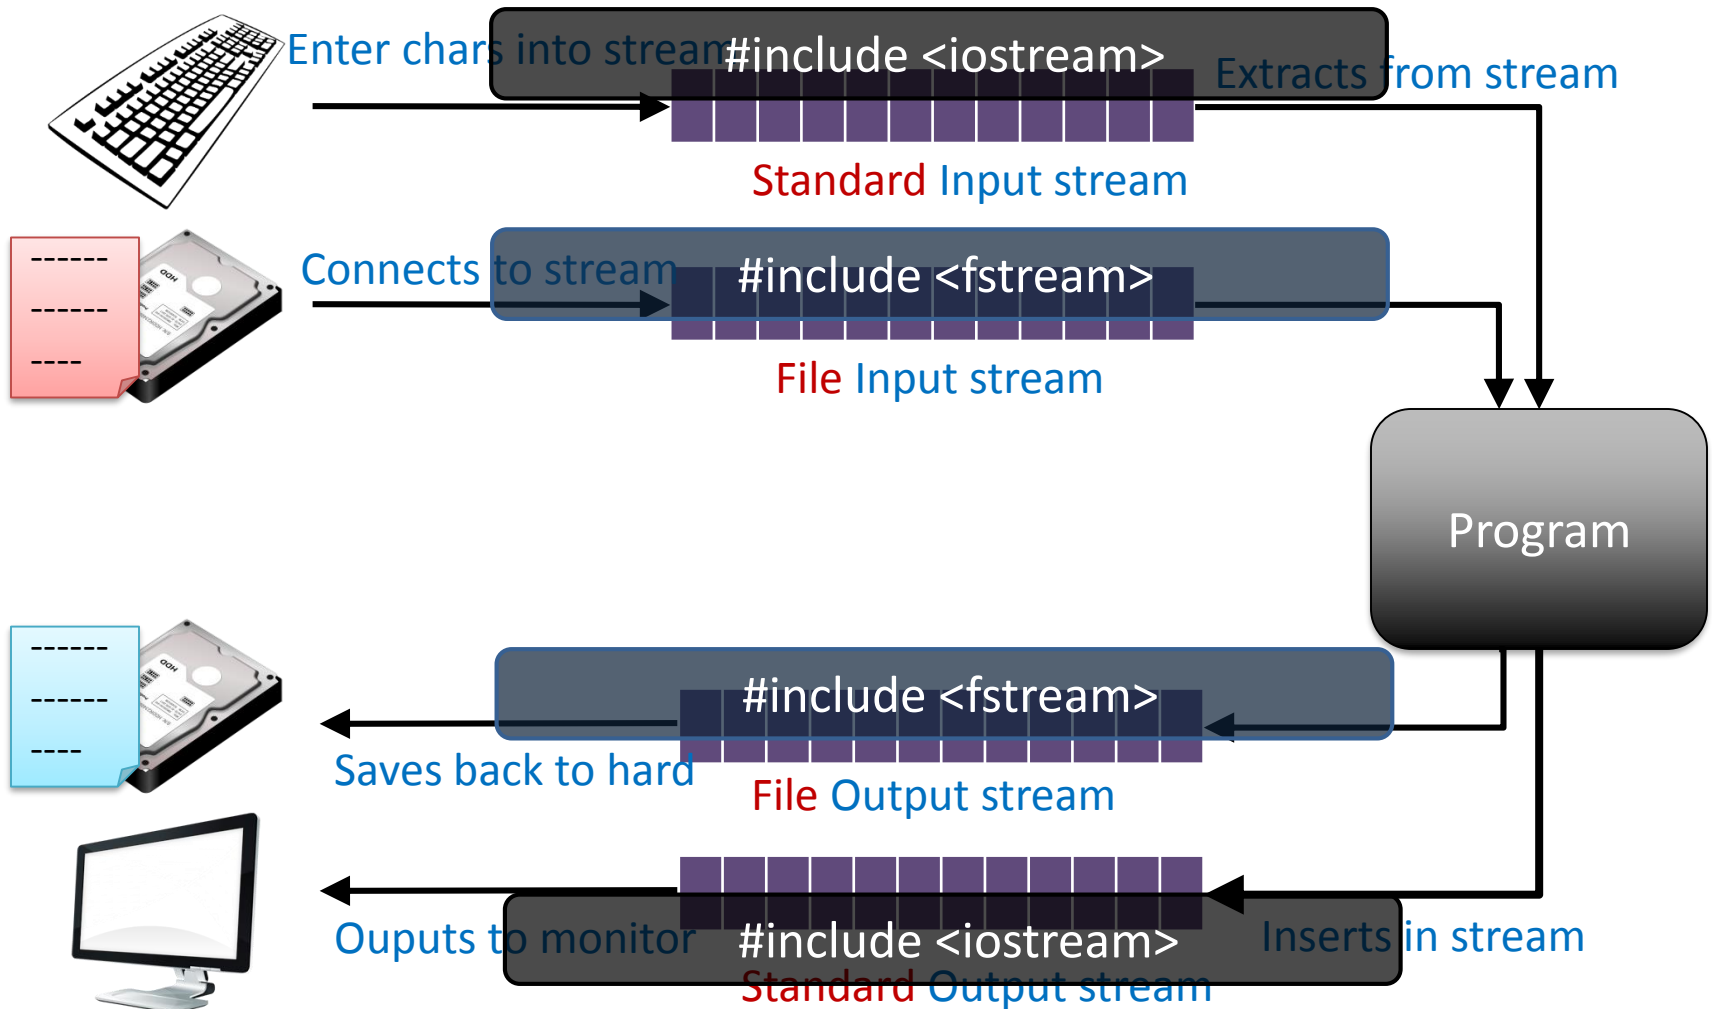 Enter chars into stream
#include <iostream>
Extracts from stream
Standard Input stream
Connects to stream
#include <fstream>
File Input stream
Program
#include <fstream>
Saves back to hard
File Output stream
Ouputs to monitor
#include <iostream>
Inserts in stream
Standard Output stream
------
------
----
HDD
------
------
----
HDD